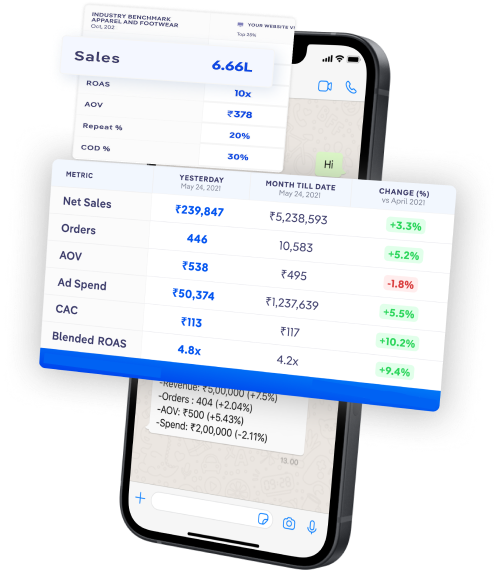 INDUSTRY BENCHMARK
APPAREL AND FOOTWEAR
Oct, 202
YOUR WEBSITE
Top 25%
Sales 6.66L
ROAS 10x
AOV ₹378
Repeat % 20%
COD % 30%
Hi
METRIC YESTERDAY MONTH TILL DATE CHANGE (%)
May 24, 2021 May 24, 2021 vs April 2021
Net Sales ₹239,847 ₹5,238,593 +3.3%
Orders 446 10,583 +5.2%
AOV ₹538 ₹495 -1.8%
Ad Spend ₹50,374 ₹1,237,639 +5.5%
CAC ₹113 ₹117 +10.2%
Blended ROAS 4.8x 4.2x +9.4%
-Revenue: ₹5,00,000 (+7.5%)
-Orders : 404 (+2.04%)
-AOV: ₹500 (+5.43%)
-Spend: ₹2,00,000 (-2.11%)
13.00